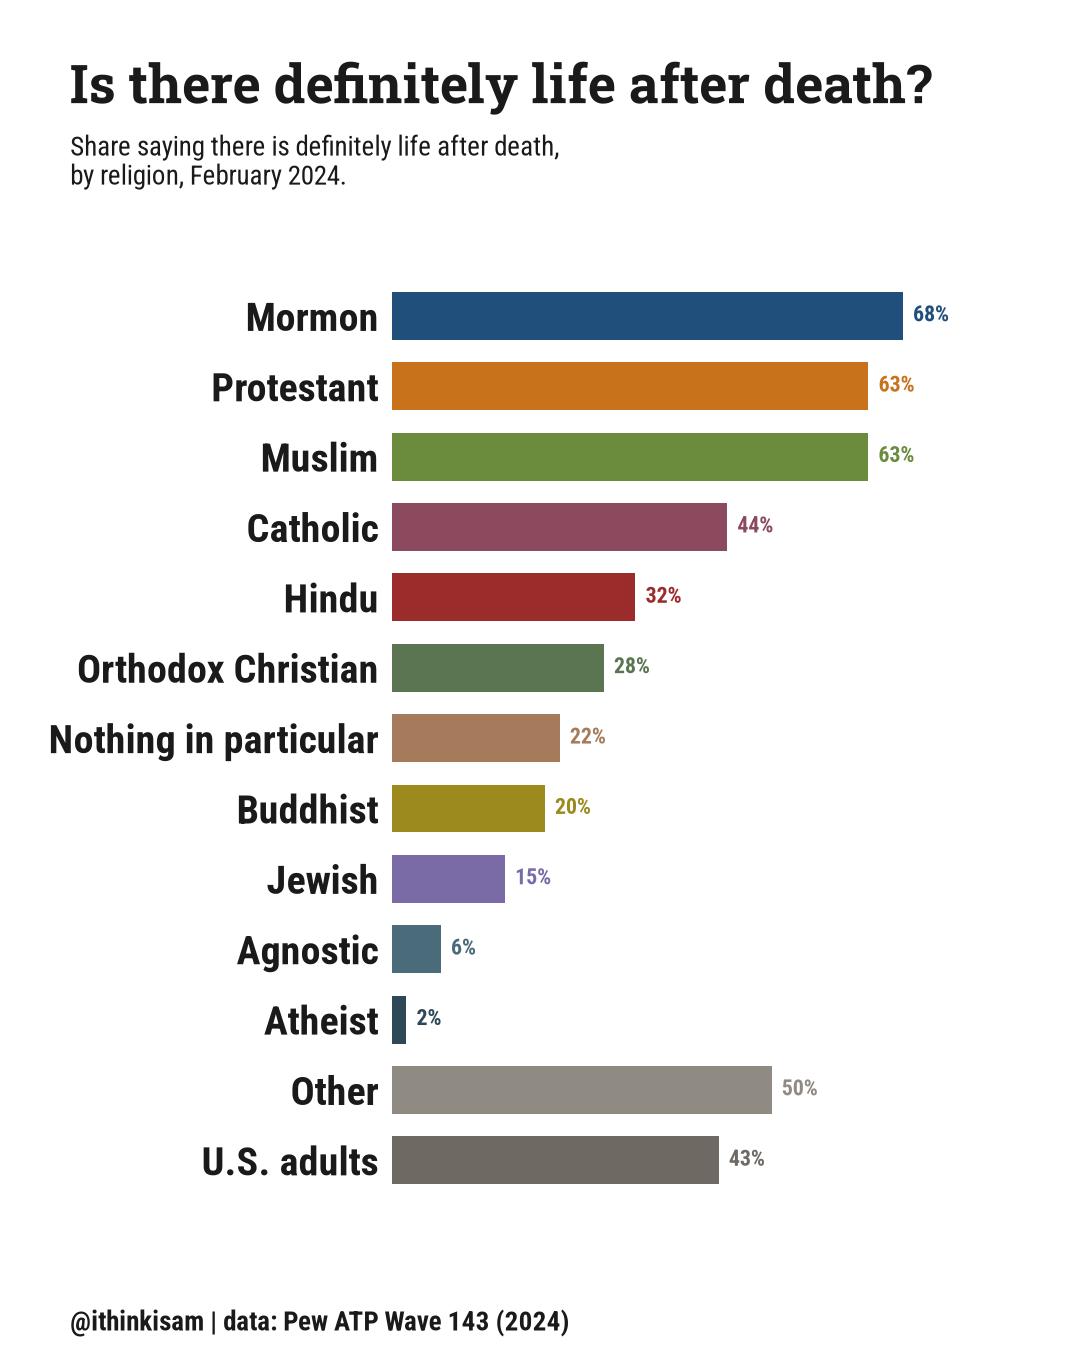 Is there definitely life after death?
Share saying there is definitely life after death,
by religion, February 2024.
Mormon 68%
Protestant 63%
Muslim 63%
Catholic 44%
Hindu 32%
Orthodox Christian 28%
Nothing in particular 22%
Buddhist 20%
Jewish 15%
Agnostic 6%
Atheist 2%
Other 50%
U.S. adults 43%
@ithinkisam | data: Pew ATP Wave 143 (2024)